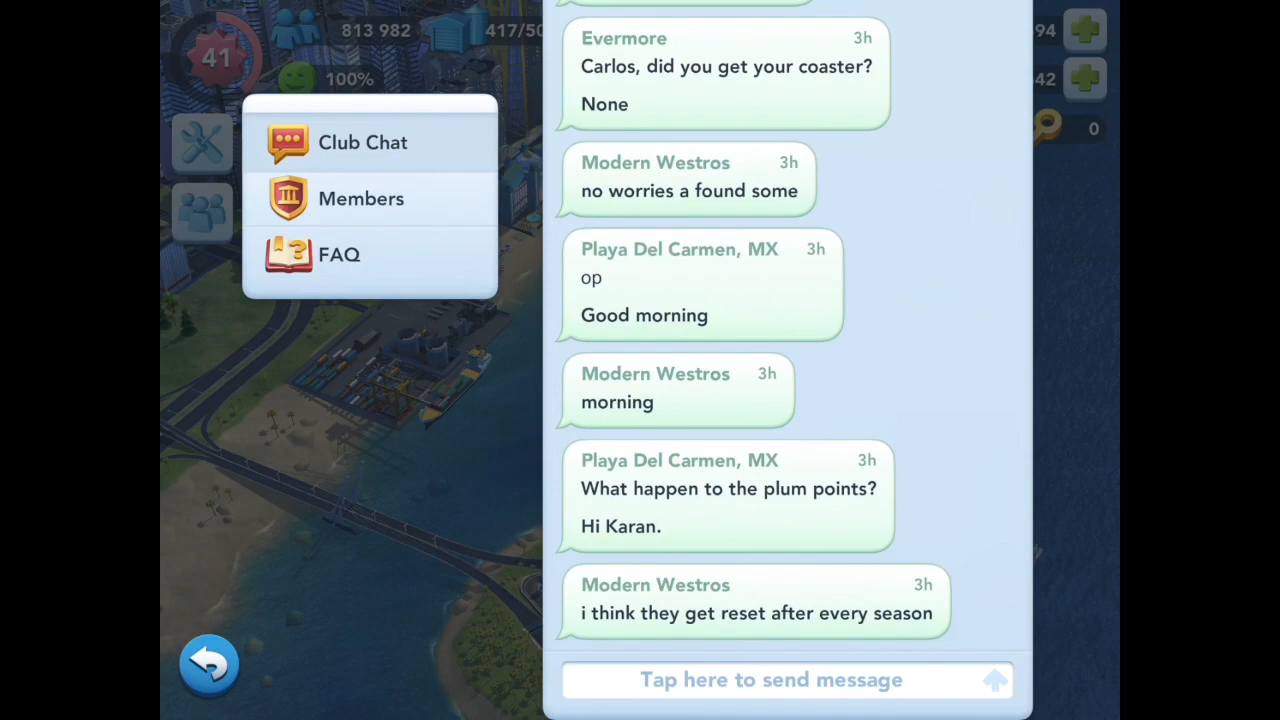 41
813 982
417/50
94
100%
42
0
Club Chat
Members
FAQ
Evermore 3h
Carlos, did you get your coaster?
None
Modern Westros 3h
no worries a found some
Playa Del Carmen, MX 3h
op
Good morning
Modern Westros 3h
morning
Playa Del Carmen, MX 3h
What happen to the plum points?
Hi Karan.
Modern Westros 3h
i think they get reset after every season
Tap here to send message